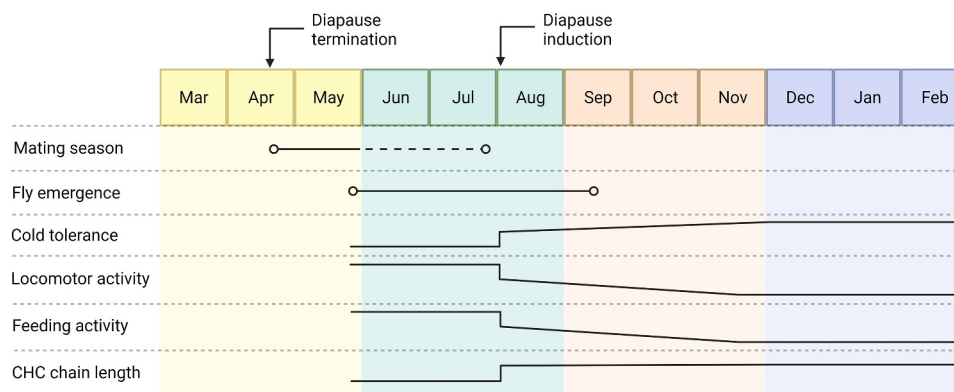 Diapause
termination
Diapause
induction
Mar Apr May Jun Jul Aug Sep Oct Nov Dec Jan Feb
Mating season
Fly emergence
Cold tolerance
Locomotor activity
Feeding activity
CHC chain length